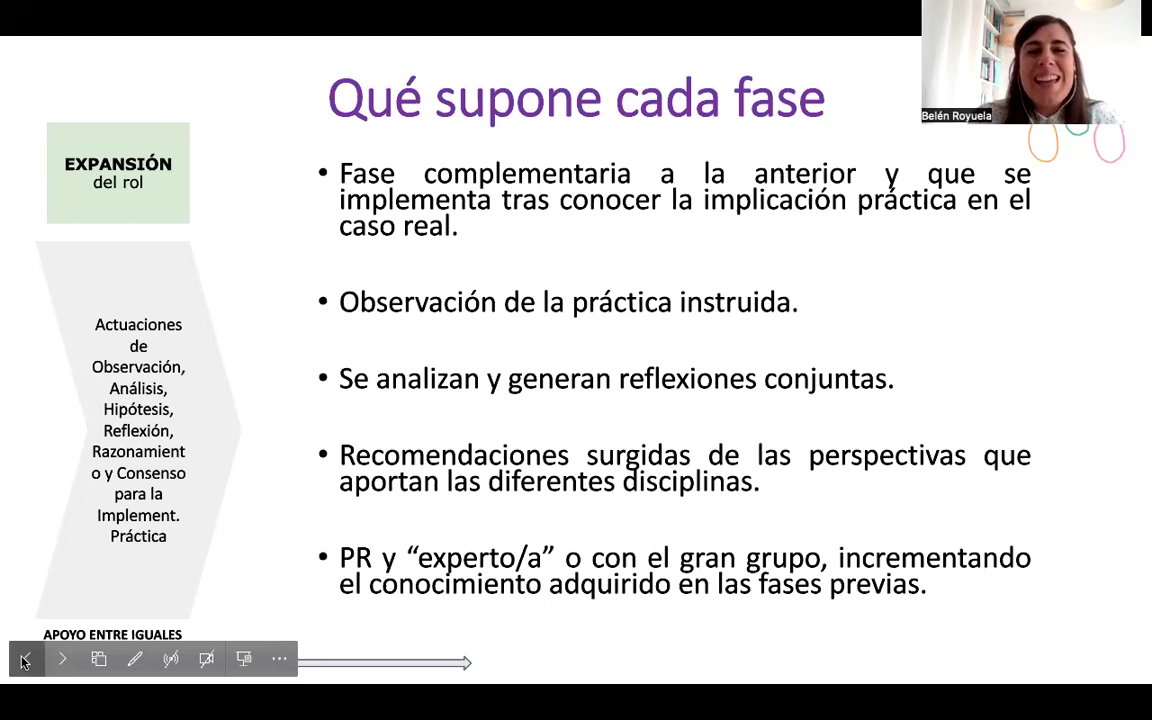 Qué supone cada fase
Belén Royuela
EXPANSIÓN
del rol
Actuaciones
de
Observación,
Análisis,
Hipótesis,
Reflexión,
Razonamient
o y Consenso
para la
Implement.
Práctica
APOYO ENTRE IGUALES
• Fase complementaria a la anterior y que se
implementa tras conocer la implicación práctica en el
caso real.
• Observación de la práctica instruida.
• Se analizan y generan reflexiones conjuntas.
• Recomendaciones surgidas de las perspectivas que
aportan las diferentes disciplinas.
• PR y “experto/a” o con el gran grupo, incrementando
el conocimiento adquirido en las fases previas.